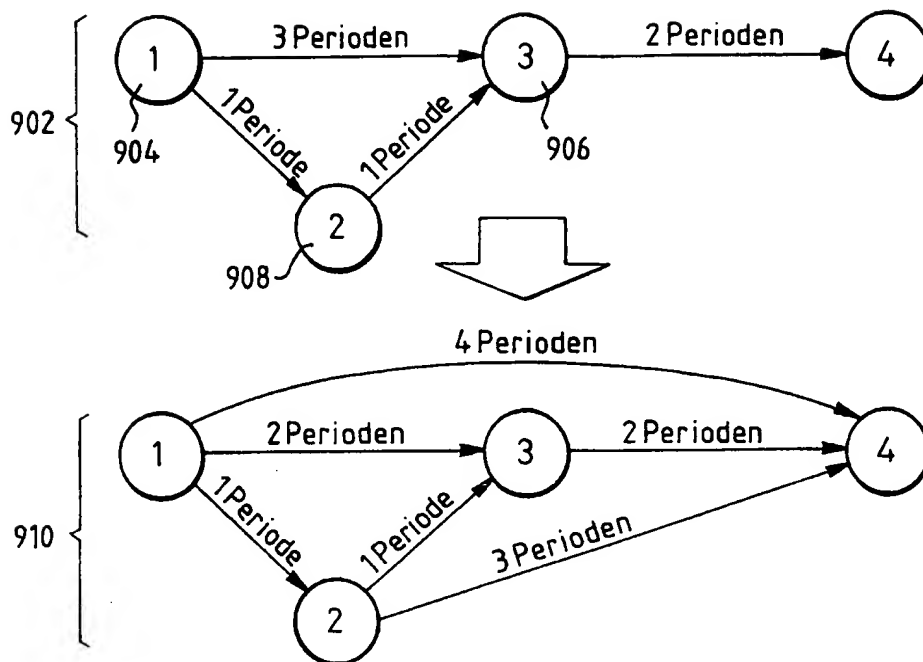 1
3 Perioden
3
2 Perioden
4
902
904
1 Periode
1 Periode
906
2
908
4 Perioden
1
2 Perioden
3
2 Perioden
4
910
1 Periode
1 Periode
3 Perioden
2